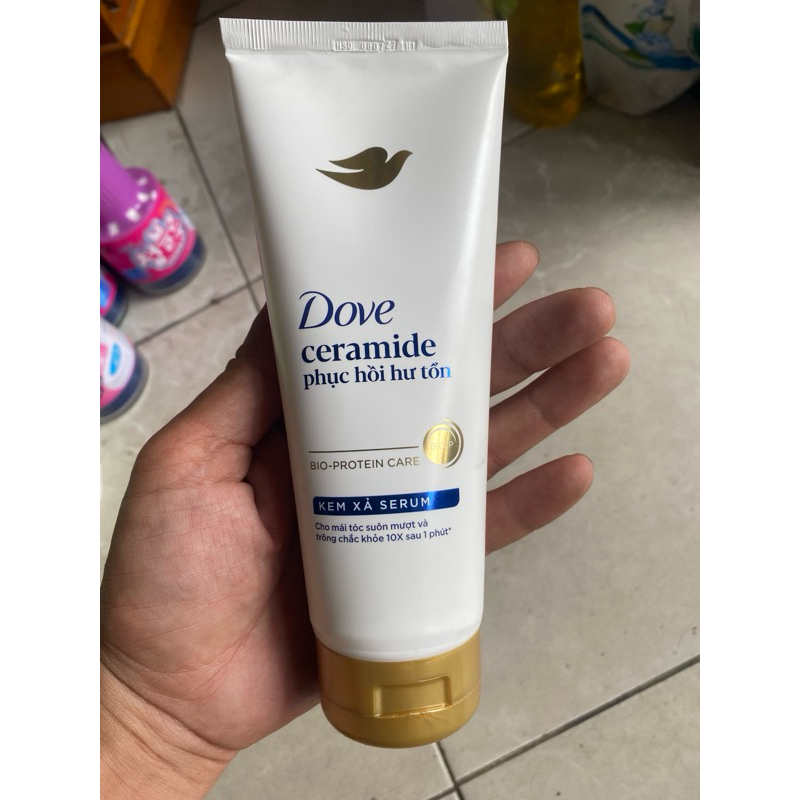 Dove
ceramide
phục hồi hư tổn
BIO-PROTEIN CARE
KEM XẢ SERUM
Cho mái tóc suôn mượt và
trông chắc khỏe 10X sau 1 phút*